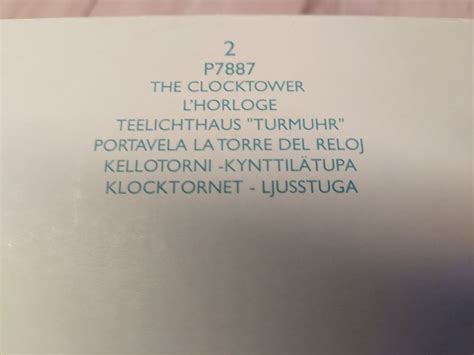 2
P7887
THE CLOCKTOWER
L'HORLOGE
TEELICHTHAUS "TURMUHR"
PORTAVELA LA TORRE DEL RELOJ
KELLOTORNI -KYNTTILÄTUPA
KLOCKTORNET - LJUSSTUGA